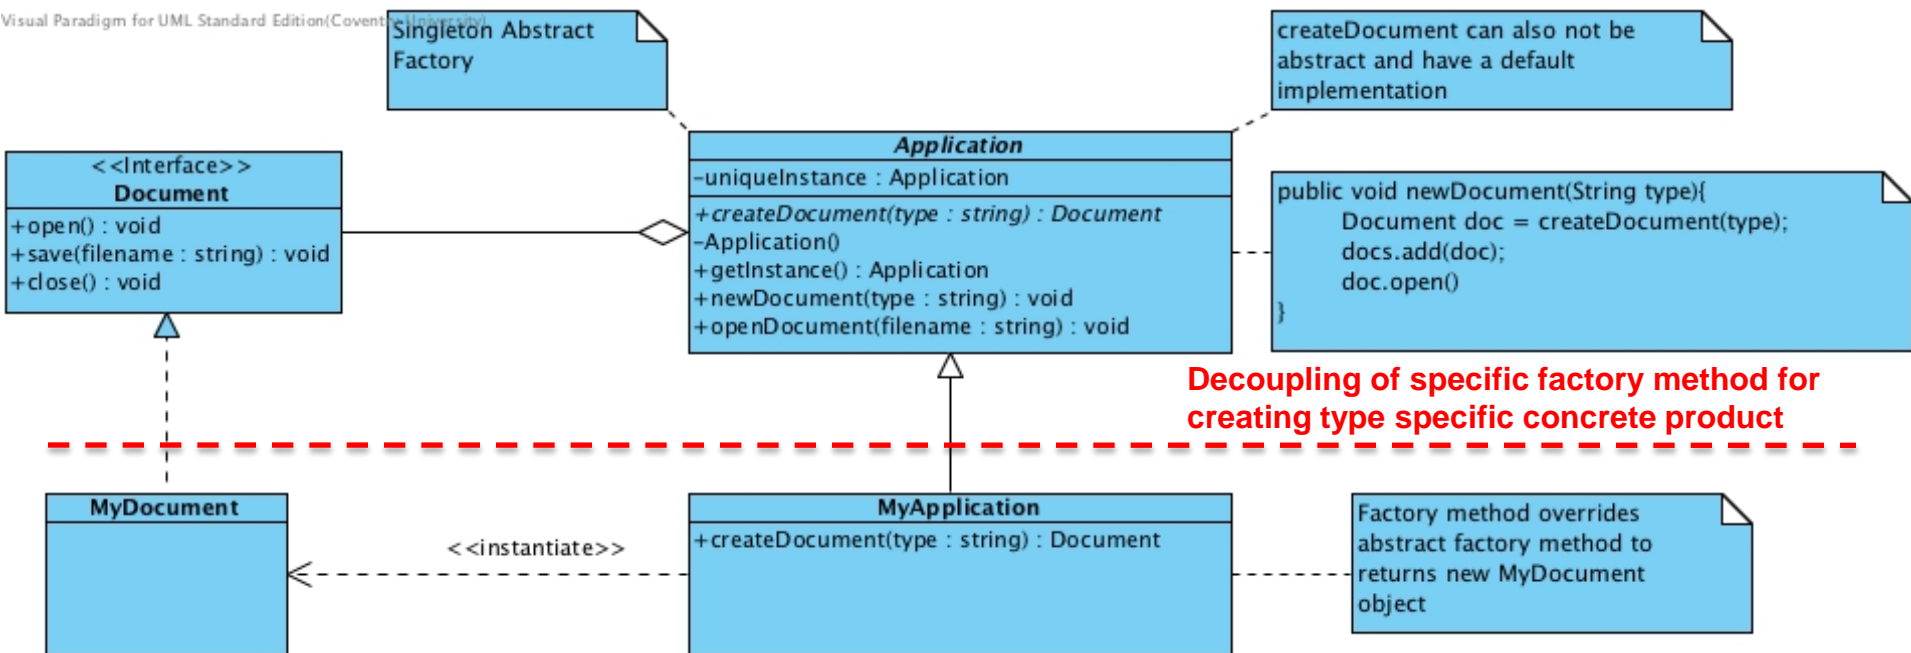 Visual Paradigm for UML Standard Edition(Coventry University)
Singleton Abstract
Factory
createDocument can also not be
abstract and have a default
implementation
<<Interface>>
Document
+open() : void
+save(filename : string) : void
+close() : void
Application
-uniqueInstance : Application
+createDocument(type : string) : Document
-Application()
+getInstance() : Application
+newDocument(type : string) : void
+openDocument(filename : string) : void
public void newDocument(String type){
Document doc = createDocument(type);
docs.add(doc);
doc.open()
}
Decoupling of specific factory method for
creating type specific concrete product
MyDocument
<<instantiate>>
MyApplication
+createDocument(type : string) : Document
Factory method overrides
abstract factory method to
returns new MyDocument
object